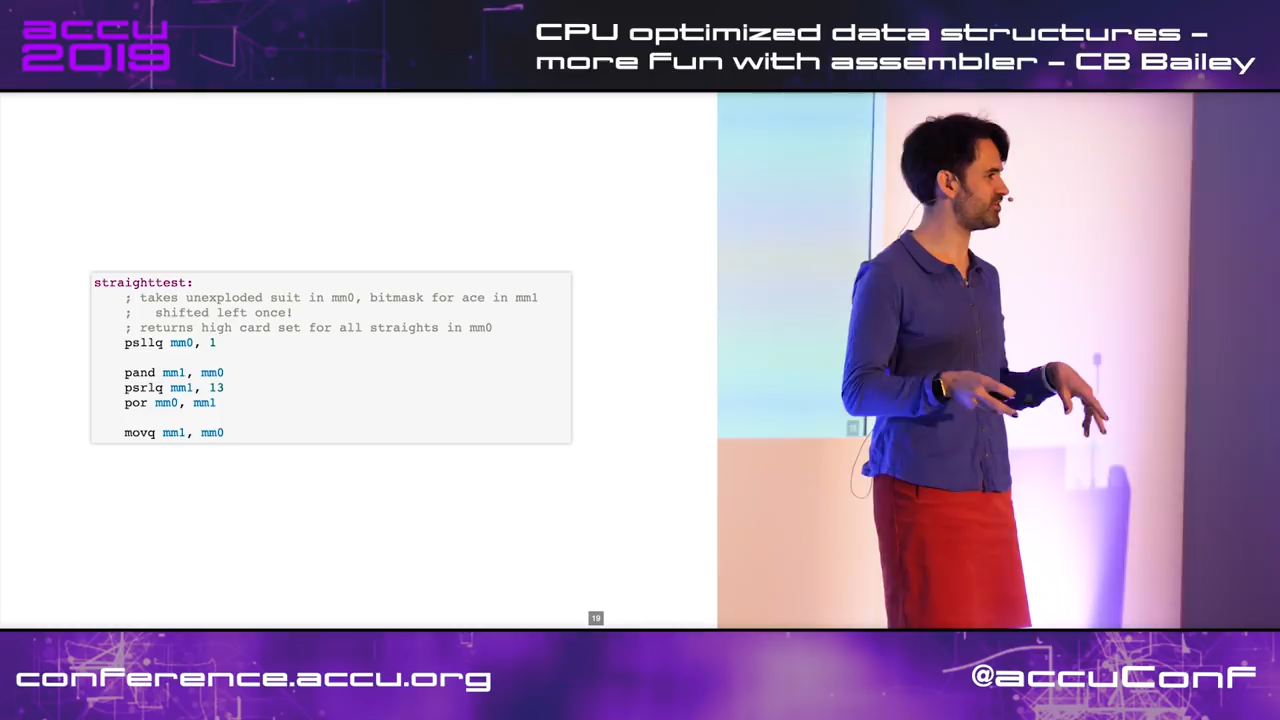 accu
2019
CPU optimized data structures –
more Fun with assembler – CB Bailey
straighttest:
; takes unexploded suit in mm0, bitmask for ace in mm1
; shifted left once!
; returns high card set for all straights in mm0
psllq mm0, 1
pand mm1, mm0
psrlq mm1, 13
por mm0, mm1
movq mm1, mm0
19
conference.accu.org
@accuConf